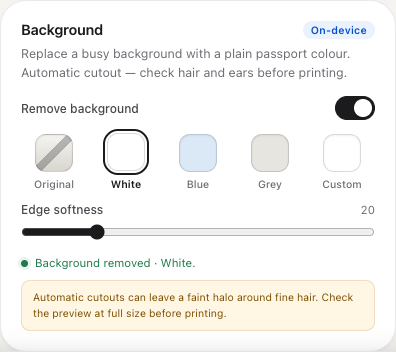 Background
On-device
Replace a busy background with a plain passport colour.
Automatic cutout — check hair and ears before printing.
Remove background
Original
White
Blue
Grey
Custom
Edge softness
20
Background removed · White.
Automatic cutouts can leave a faint halo around fine hair. Check
the preview at full size before printing.